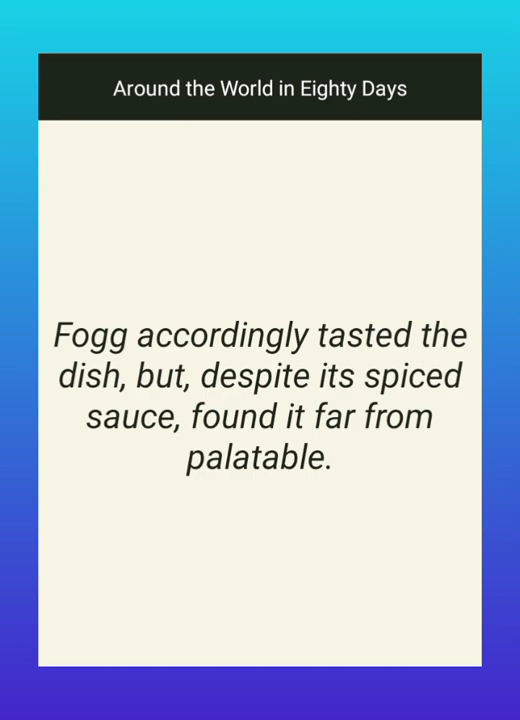 Around the World in Eighty Days
Fogg accordingly tasted the
dish, but, despite its spiced
sauce, found it far from
palatable.